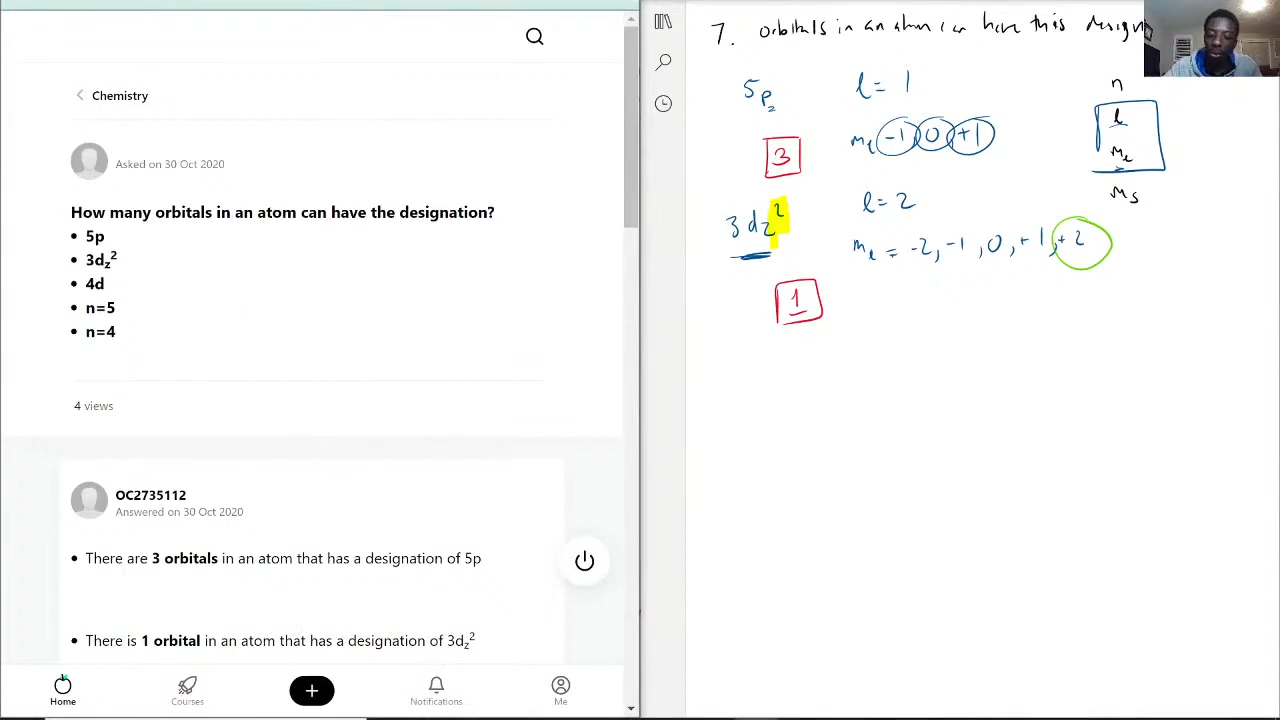 Chemistry
Asked on 30 Oct 2020
How many orbitals in an atom can have the designation?
• 5p
• 3dz²
• 4d
• n=5
• n=4
4 views
OC2735112
Answered on 30 Oct 2020
• There are 3 orbitals in an atom that has a designation of 5p
• There is 1 orbital in an atom that has a designation of 3dz²
Home
Courses
Notifications
Me
7. orbitals in an atom can have this design
5pz l = 1
n
l
mℓ
ms
mℓ -1 0 +1
3
l = 2
3dz²
mℓ = -2, -1, 0, +1, +2
1